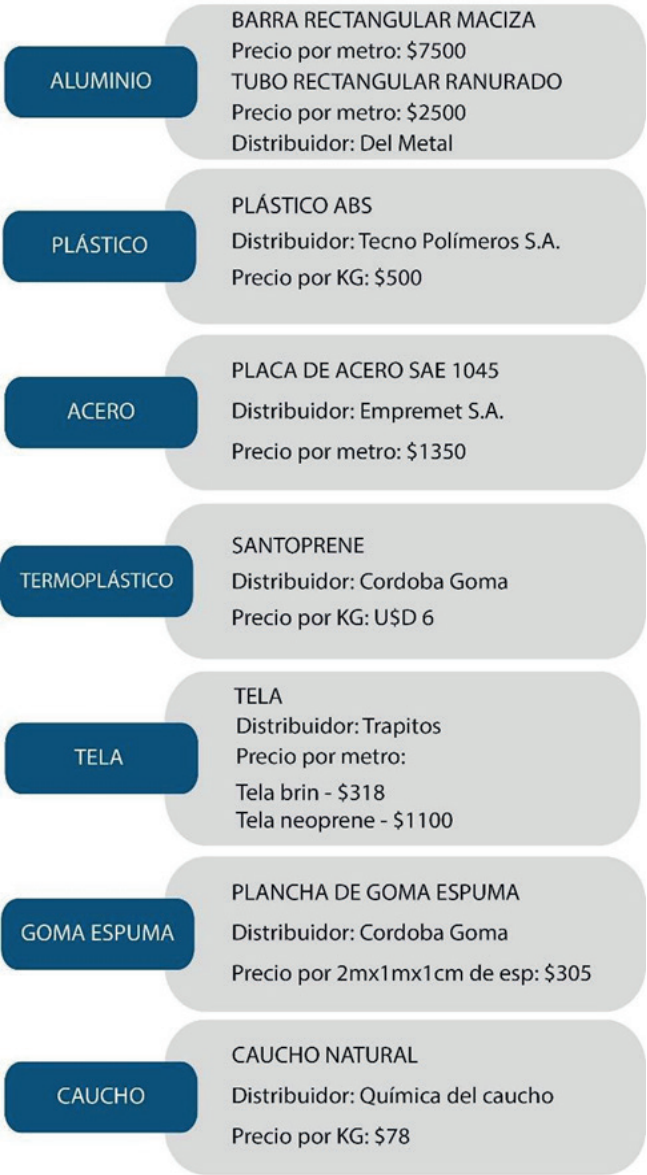 ALUMINIO
BARRA RECTANGULAR MACIZA
Precio por metro: $7500
TUBO RECTANGULAR RANURADO
Precio por metro: $2500
Distribuidor: Del Metal
PLÁSTICO
PLÁSTICO ABS
Distribuidor: Tecno Polímeros S.A.
Precio por KG: $500
ACERO
PLACA DE ACERO SAE 1045
Distribuidor: Empremet S.A.
Precio por metro: $1350
TERMOPLÁSTICO
SANTOPRENE
Distribuidor: Cordoba Goma
Precio por KG: U$D 6
TELA
TELA
Distribuidor: Trapitos
Precio por metro:
Tela brin - $318
Tela neoprene - $1100
GOMA ESPUMA
PLANCHA DE GOMA ESPUMA
Distribuidor: Cordoba Goma
Precio por 2mx1mx1cm de esp: $305
CAUCHO
CAUCHO NATURAL
Distribuidor: Química del caucho
Precio por KG: $78